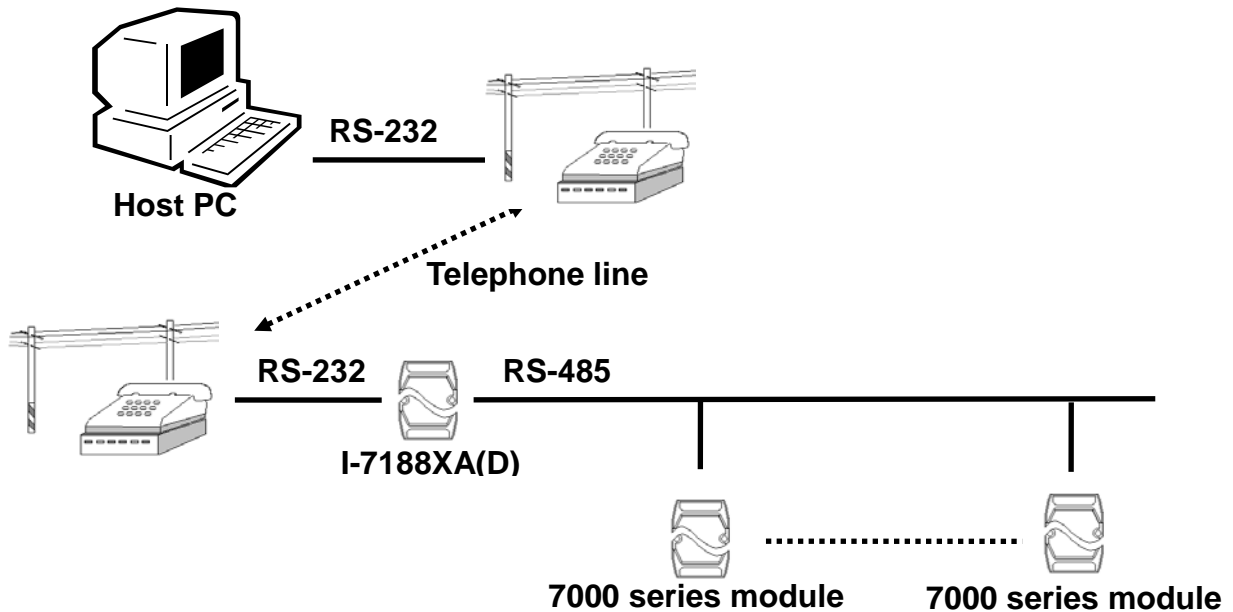 RS-232
Host PC
Telephone line
RS-232
RS-485
I-7188XA(D)
7000 series module
7000 series module